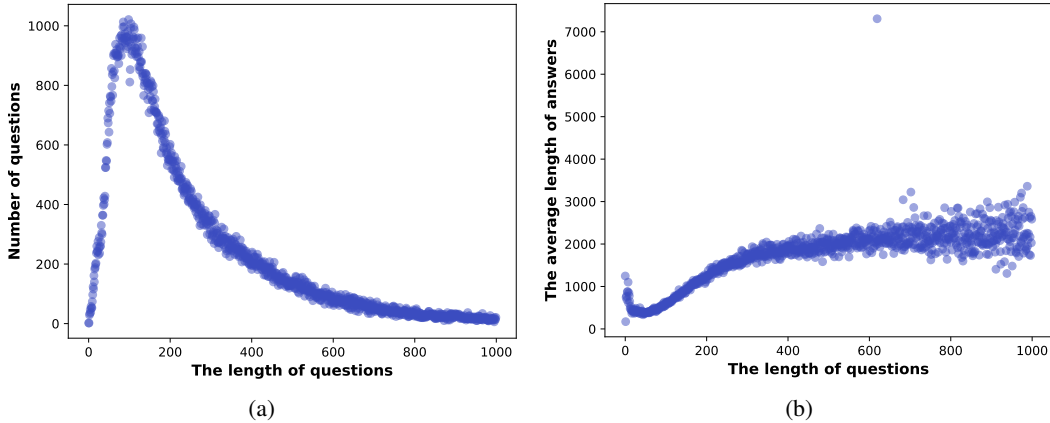 1000
800
600
400
200
0
Number of questions
0 200 400 600 800 1000
The length of questions
(a)
7000
6000
5000
4000
3000
2000
1000
0
The average length of answers
0 200 400 600 800 1000
The length of questions
(b)